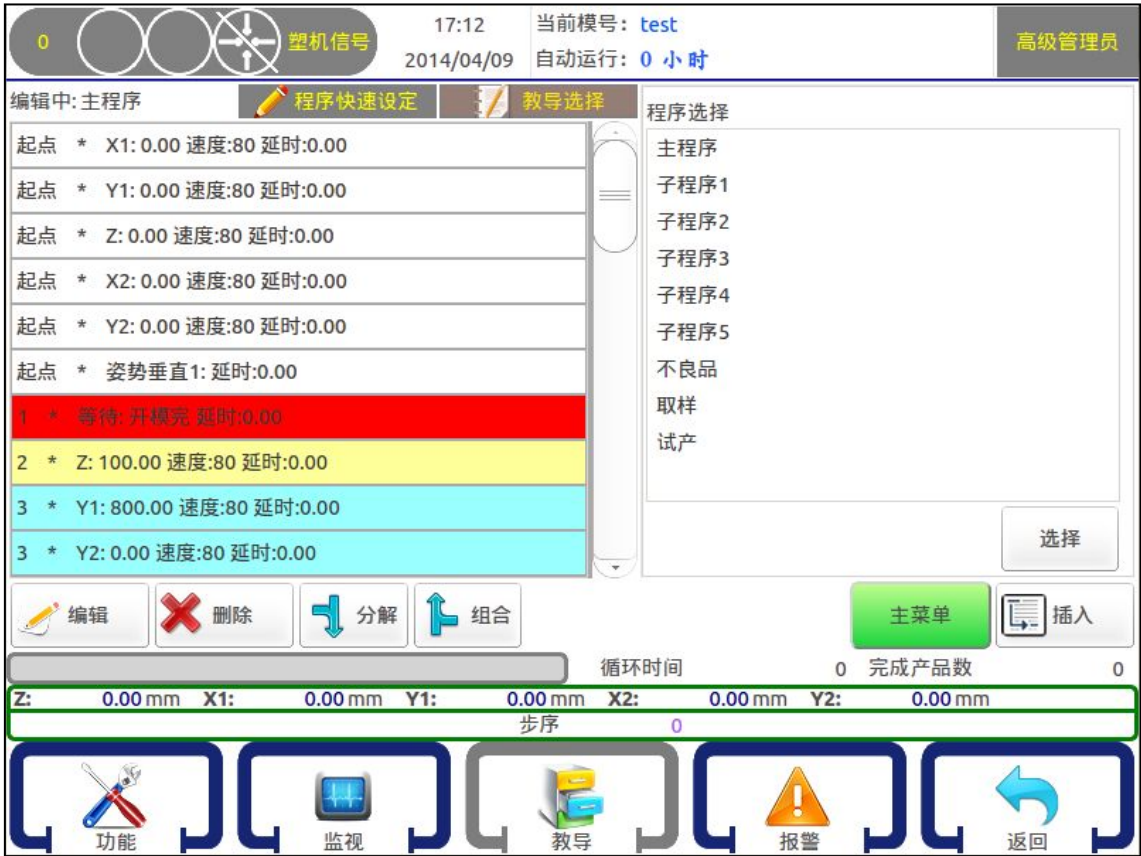 0 塑机信号 17:12 当前模号: test 高级管理员
2014/04/09 自动运行: 0 小时
编辑中: 主程序 程序快速设定 教导选择 程序选择
起点 * X1: 0.00 速度:80 延时:0.00
起点 * Y1: 0.00 速度:80 延时:0.00
起点 * Z: 0.00 速度:80 延时:0.00
起点 * X2: 0.00 速度:80 延时:0.00
起点 * Y2: 0.00 速度:80 延时:0.00
起点 * 姿势垂直1: 延时:0.00
1 * 等待: 开模完 延时:0.00
2 * Z: 100.00 速度:80 延时:0.00
3 * Y1: 800.00 速度:80 延时:0.00
3 * Y2: 0.00 速度:80 延时:0.00
主程序
子程序1
子程序2
子程序3
子程序4
子程序5
不良品
取样
试产
选择
编辑 删除 分解 组合 主菜单 插入
循环时间 0 完成产品数 0
Z: 0.00 mm X1: 0.00 mm Y1: 0.00 mm X2: 0.00 mm Y2: 0.00 mm
步序 0
功能 监视 教导 报警 返回